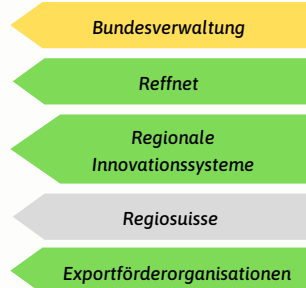 Bundesverwaltung
Reffnet
Regionale
Innovationssysteme
Regiosuisse
Exportförderorganisationen